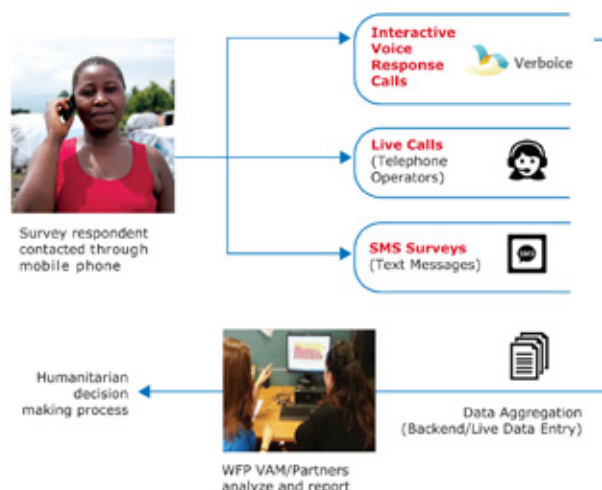 Interactive
Voice
Response
Calls
Verboice
Live Calls
(Telephone
Operators)
SMS Surveys
(Text Messages)
SMS
Survey respondent
contacted through
mobile phone
Humanitarian
decision
making process
Data Aggregation
(Backend/Live Data Entry)
WFP VAM/Partners
analyze and report